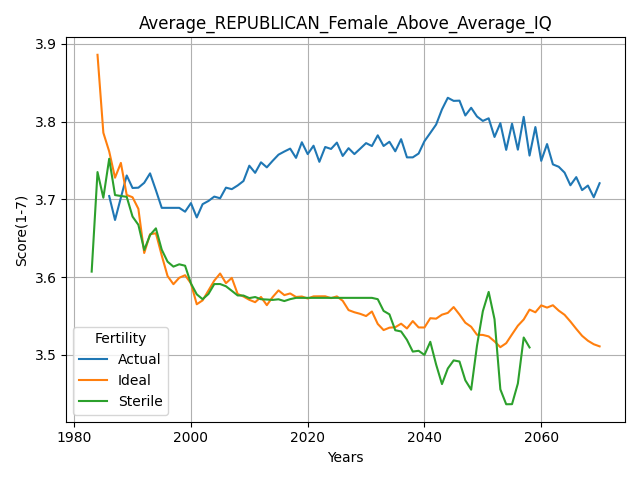 Average_REPUBLICAN_Female_Above_Average_IQ
3.9
3.8
3.7
3.6
3.5
Score(1-7)
Fertility
Actual
Ideal
Sterile
1980
2000
2020
2040
2060
Years